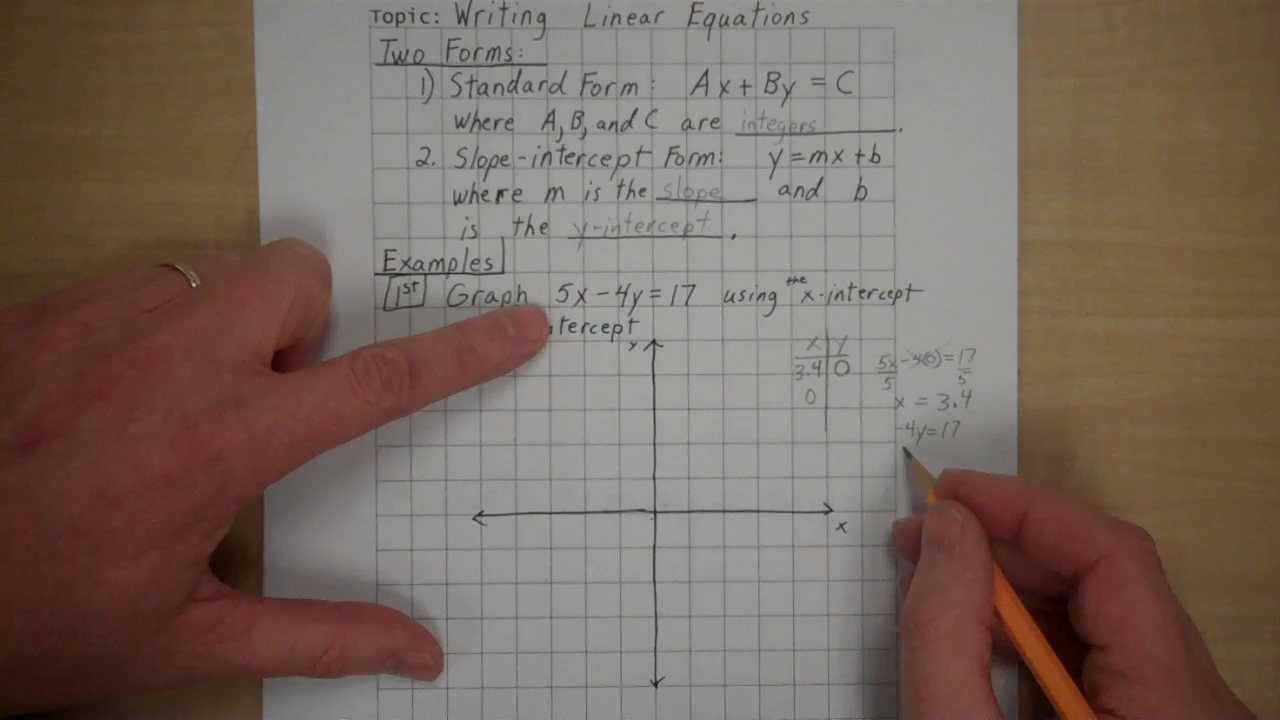 Topic: Writing Linear Equations
Two Forms:
1) Standard Form: Ax + By = C
where A, B, and C are integers.
2. Slope-intercept Form: y = mx + b
where m is the slope and b
is the y-intercept.
Examples
1st Graph 5x - 4y = 17 using the x-intercept
ntercept
y
x y
3.4 0
0
5x - 4(0) = 17
5 5
x = 3.4
-4y = 17
x